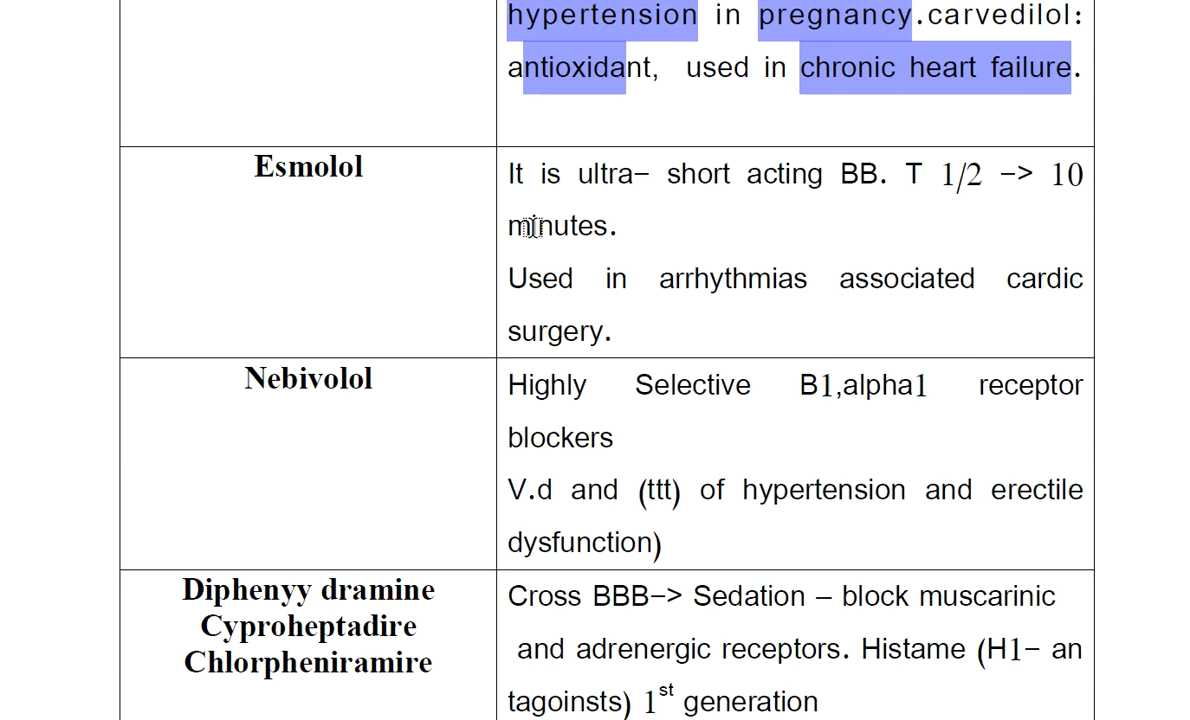 hypertension in pregnancy.carvedilol:
antioxidant, used in chronic heart failure.
Esmolol
It is ultra– short acting BB. T 1/2 –> 10
minutes.
Used in arrhythmias associated cardic
surgery.
Nebivolol
Highly Selective B1,alpha1 receptor
blockers
V.d and (ttt) of hypertension and erectile
dysfunction)
Diphenyy dramine
Cyproheptadire
Chlorpheniramire
Cross BBB–> Sedation – block muscarinic
and adrenergic receptors. Histame (H1– an
tagoinsts) 1st generation